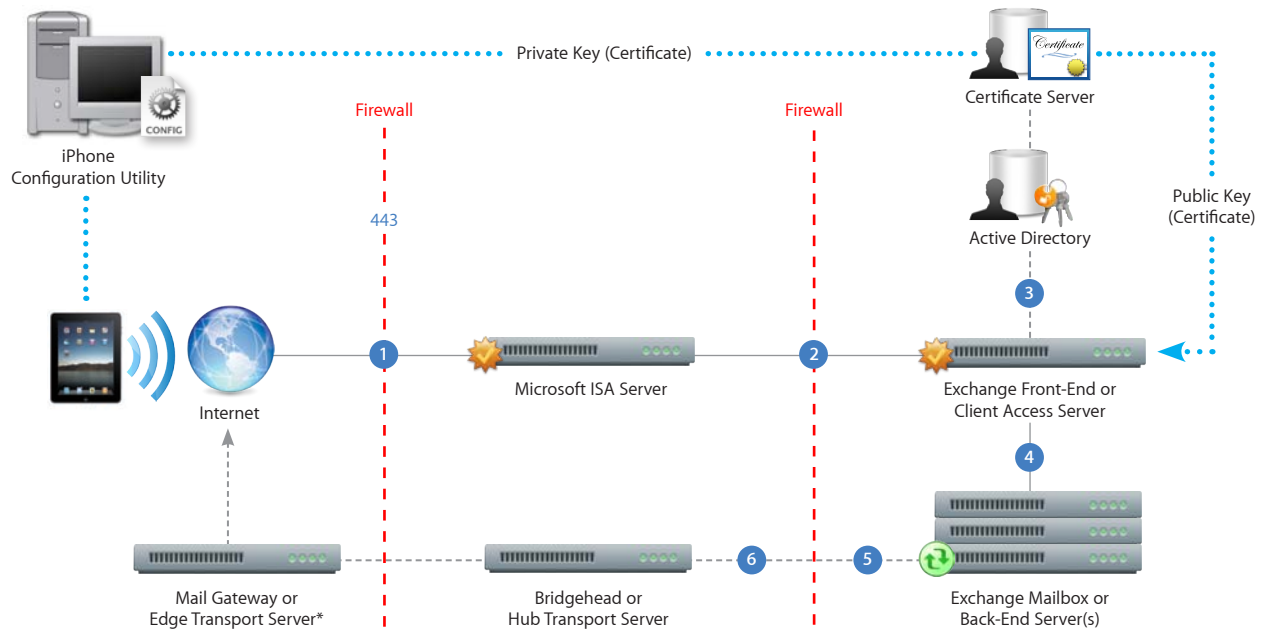 Private Key (Certificate)
Certificate
Certificate Server
CONFIG
iPhone
Configuration Utility
Firewall
Firewall
443
Public Key
(Certificate)
Active Directory
3
1
2
Microsoft ISA Server
Exchange Front-End or
Client Access Server
Internet
4
6
5
Mail Gateway or
Edge Transport Server*
Bridgehead or
Hub Transport Server
Exchange Mailbox or
Back-End Server(s)